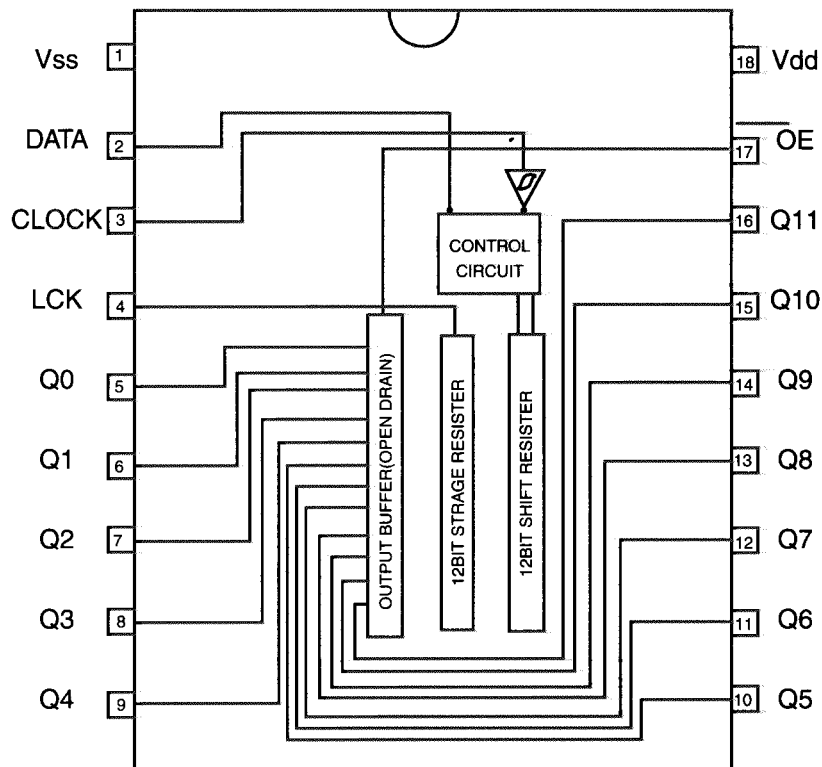 Vss 1
18 Vdd
DATA 2
17 OE
CLOCK 3
16 Q11
CONTROL
CIRCUIT
LCK 4
15 Q10
Q0 5
14 Q9
Q1 6
13 Q8
OUTPUT BUFFER(OPEN DRAIN)
12BIT STRAGE RESISTER
12BIT SHIFT RESISTER
Q2 7
12 Q7
Q3 8
11 Q6
Q4 9
10 Q5